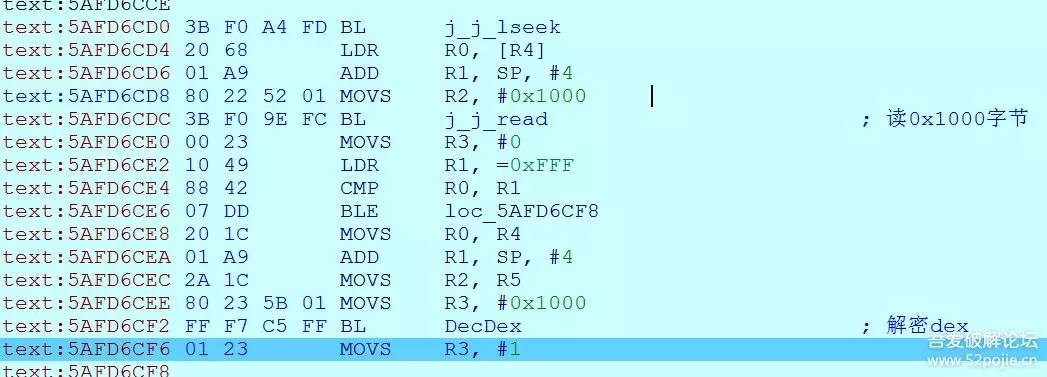 text:5AFD6CCE
text:5AFD6CD0 3B F0 A4 FD BL j_j_lseek
text:5AFD6CD4 20 68 LDR R0, [R4]
text:5AFD6CD6 01 A9 ADD R1, SP, #4
text:5AFD6CD8 80 22 52 01 MOVS R2, #0x1000
text:5AFD6CDC 3B F0 9E FC BL j_j_read ; 读0x1000字节
text:5AFD6CE0 00 23 MOVS R3, #0
text:5AFD6CE2 10 49 LDR R1, =0xFFF
text:5AFD6CE4 88 42 CMP R0, R1
text:5AFD6CE6 07 DD BLE loc_5AFD6CF8
text:5AFD6CE8 20 1C MOVS R0, R4
text:5AFD6CEA 01 A9 ADD R1, SP, #4
text:5AFD6CEC 2A 1C MOVS R2, R5
text:5AFD6CEE 80 23 5B 01 MOVS R3, #0x1000
text:5AFD6CF2 FF F7 C5 FF BL DecDex ; 解密dex
text:5AFD6CF6 01 23 MOVS R3, #1
text:5AFD6CF8
吾爱破解论坛
www.52pojie.cn